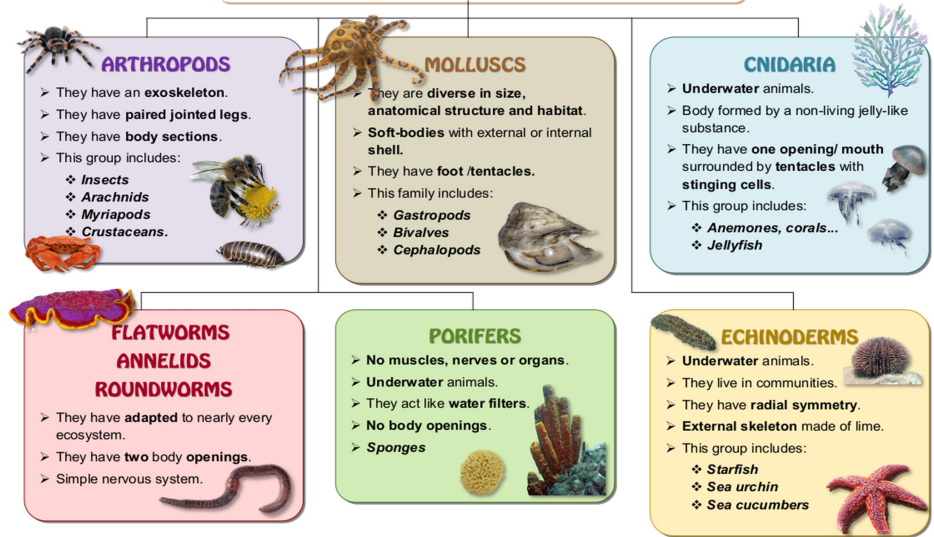 ARTHROPODS
➢ They have an exoskeleton.
➢ They have paired jointed legs.
➢ They have body sections.
➢ This group includes:
❖ Insects
❖ Arachnids
❖ Myriapods
❖ Crustaceans.
MOLLUSCS
➢ They are diverse in size,
anatomical structure and habitat.
➢ Soft-bodies with external or internal
shell.
➢ They have foot /tentacles.
➢ This family includes:
❖ Gastropods
❖ Bivalves
❖ Cephalopods
CNIDARIA
➢ Underwater animals.
➢ Body formed by a non-living jelly-like
substance.
➢ They have one opening/ mouth
surrounded by tentacles with
stinging cells.
➢ This group includes:
❖ Anemones, corals...
❖ Jellyfish
FLATWORMS
ANNELIDS
ROUNDWORMS
➢ They have adapted to nearly every
ecosystem.
➢ They have two body openings.
➢ Simple nervous system.
PORIFERS
➢ No muscles, nerves or organs.
➢ Underwater animals.
➢ They act like water filters.
➢ No body openings.
➢ Sponges
ECHINODERMS
➢ Underwater animals.
➢ They live in communities.
➢ They have radial symmetry.
➢ External skeleton made of lime.
➢ This group includes:
❖ Starfish
❖ Sea urchin
❖ Sea cucumbers